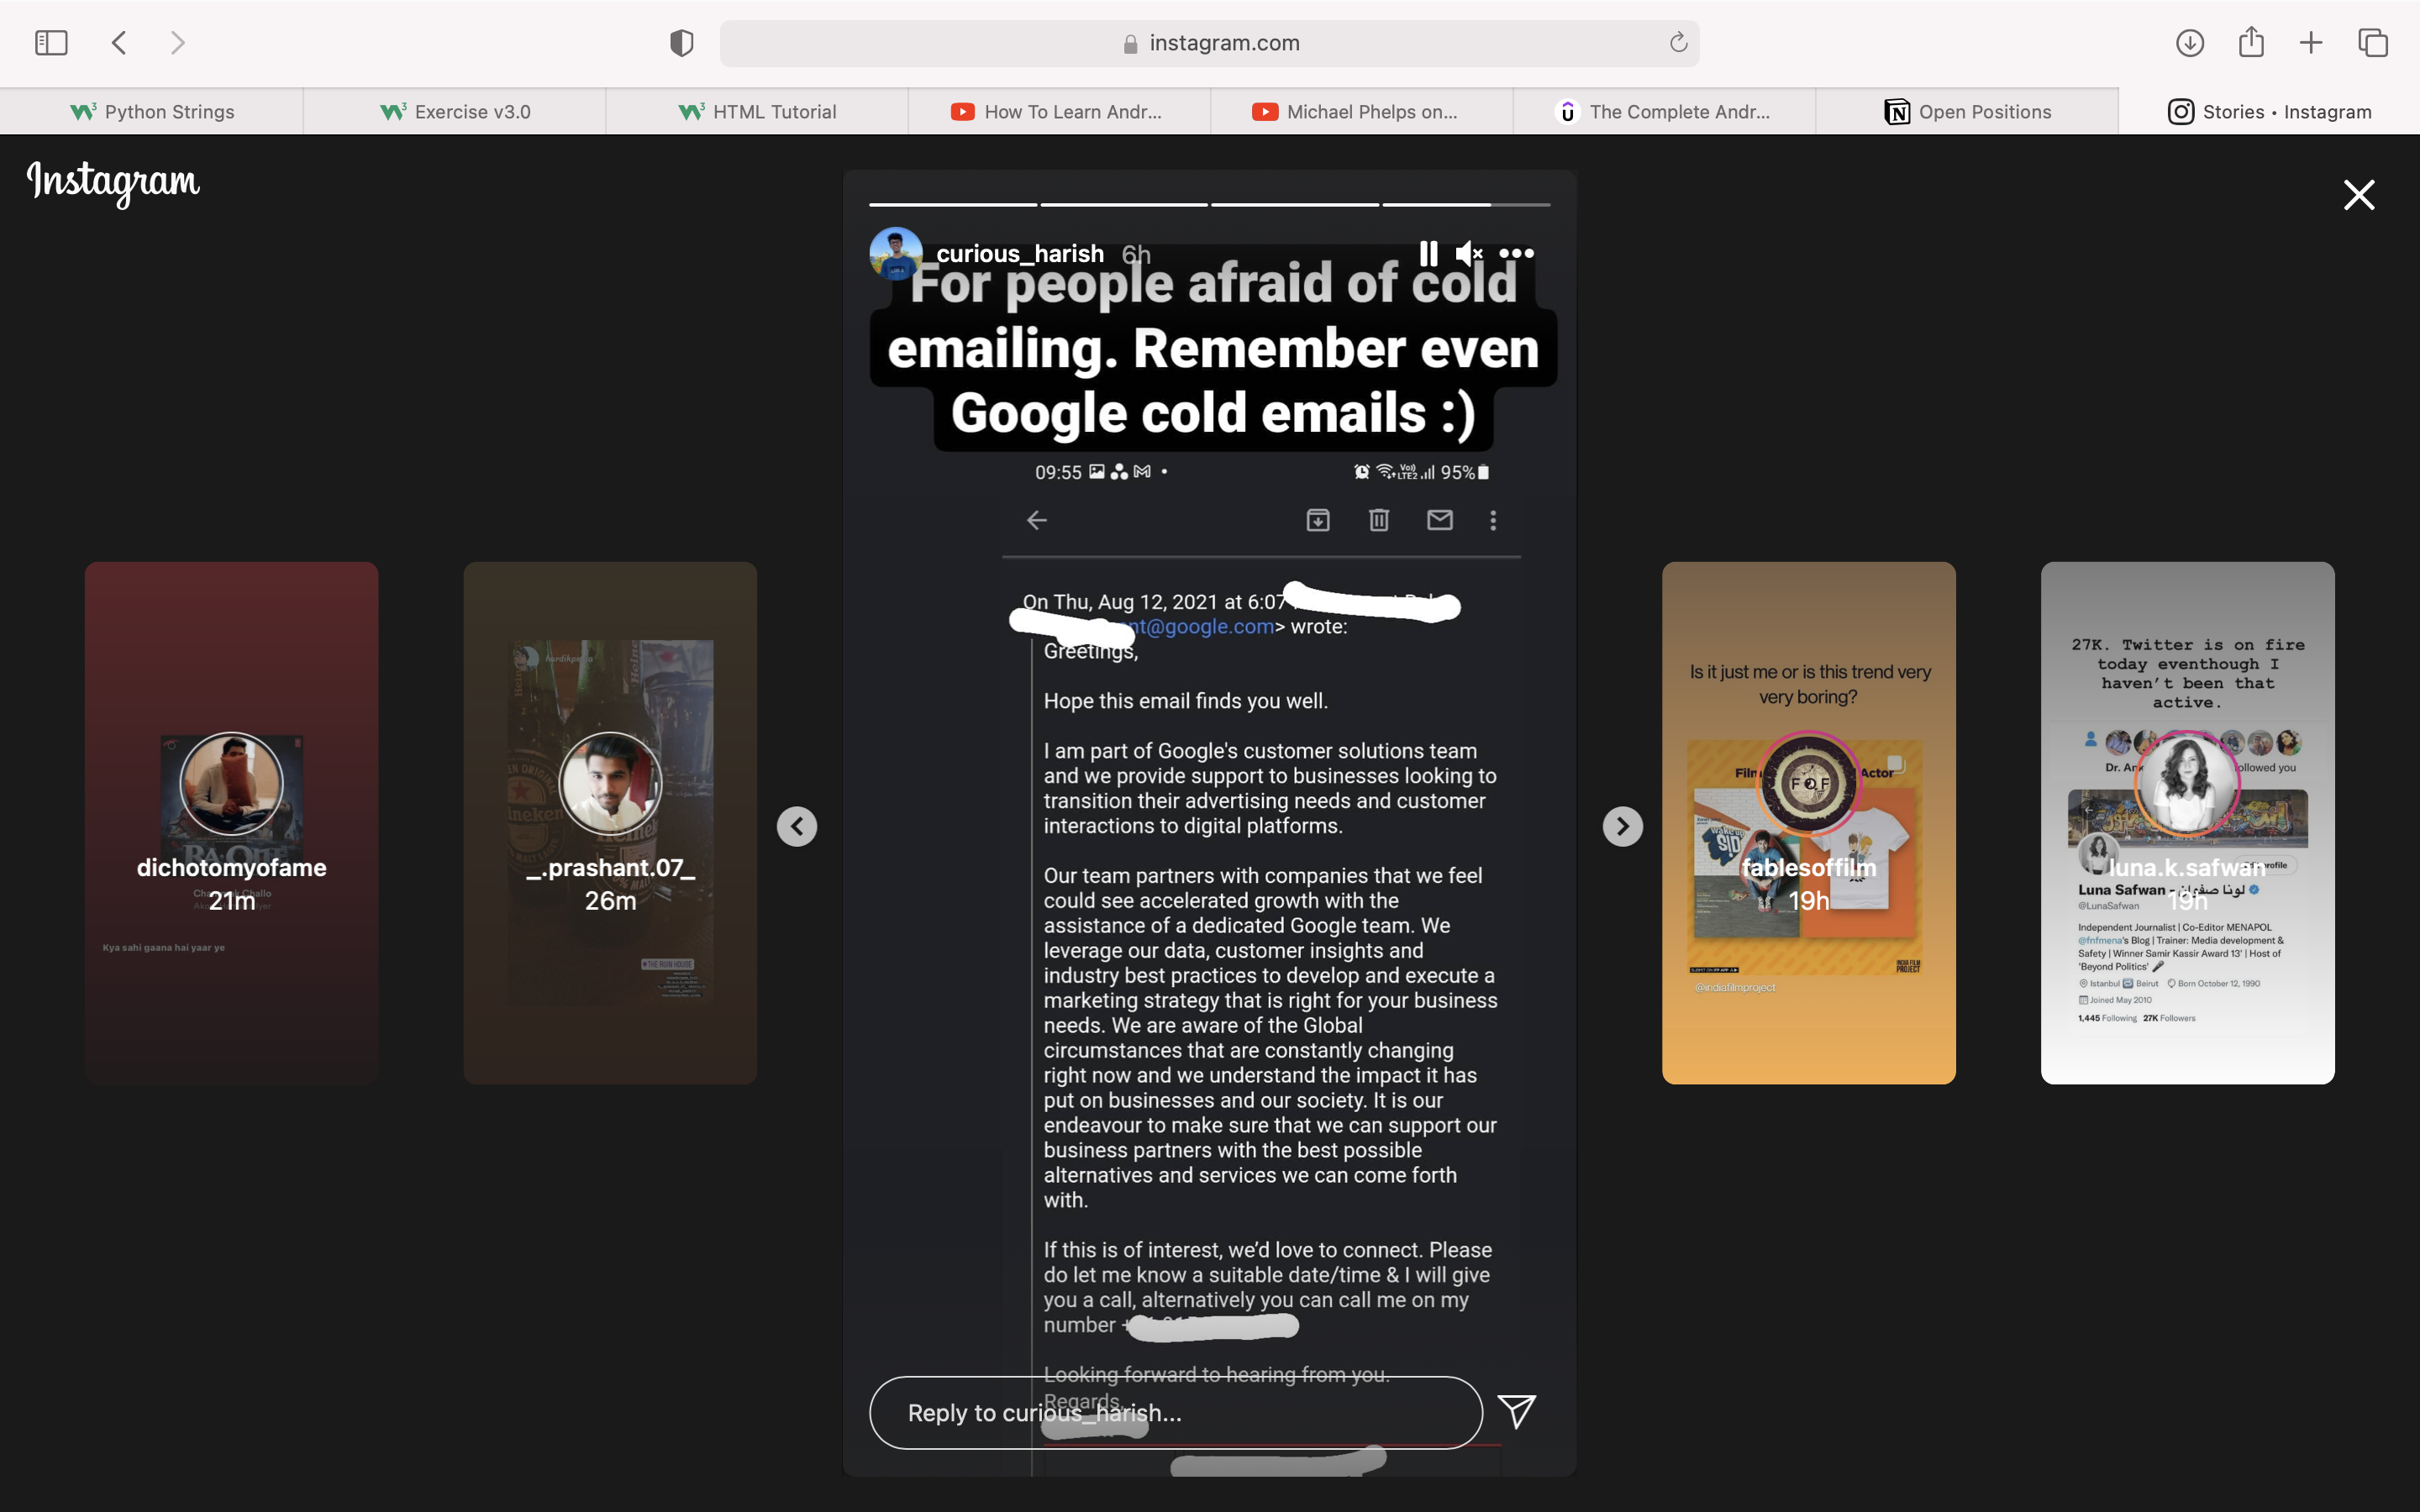 instagram.com
Python Strings
Exercise v3.0
HTML Tutorial
How To Learn Andr...
Michael Phelps on...
The Complete Andr...
Open Positions
Stories • Instagram
Instagram
curious_harish 6h
For people afraid of cold
emailing. Remember even
Google cold emails :)
09:55
95%
On Thu, Aug 12, 2021 at 6:07
nt@google.com> wrote:
Greetings,
Hope this email finds you well.
I am part of Google's customer solutions team
and we provide support to businesses looking to
transition their advertising needs and customer
interactions to digital platforms.
Our team partners with companies that we feel
could see accelerated growth with the
assistance of a dedicated Google team. We
leverage our data, customer insights and
industry best practices to develop and execute a
marketing strategy that is right for your business
needs. We are aware of the Global
circumstances that are constantly changing
right now and we understand the impact it has
put on businesses and our society. It is our
endeavour to make sure that we can support our
business partners with the best possible
alternatives and services we can come forth
with.
If this is of interest, we'd love to connect. Please
do let me know a suitable date/time & I will give
you a call, alternatively you can call me on my
number +
Looking forward to hearing from you.
Regards,
Reply to curious_harish...
dichotomyofame
21m
Kya sahi gaana hai yaar ye
_.prashant.07_
26m
THE RUIN HOUSE
Is it just me or is this trend very
very boring?
Actor
fablesoffilm
19h
@indiafilmproject
27K. Twitter is on fire
today eventhough I
haven't been that
active.
ollowed you
luna.k.safwan
19h
Luna Safwan - لونا صفوان
@LunaSafwan
Independent Journalist | Co-Editor MENAPOL
@fnfmena's Blog | Trainer: Media development &
Safety | Winner Samir Kassir Award 13' | Host of
'Beyond Politics' 🎤
Istanbul ↔️ Beirut Born October 12, 1990
Joined May 2010
1,445 Following 27K Followers